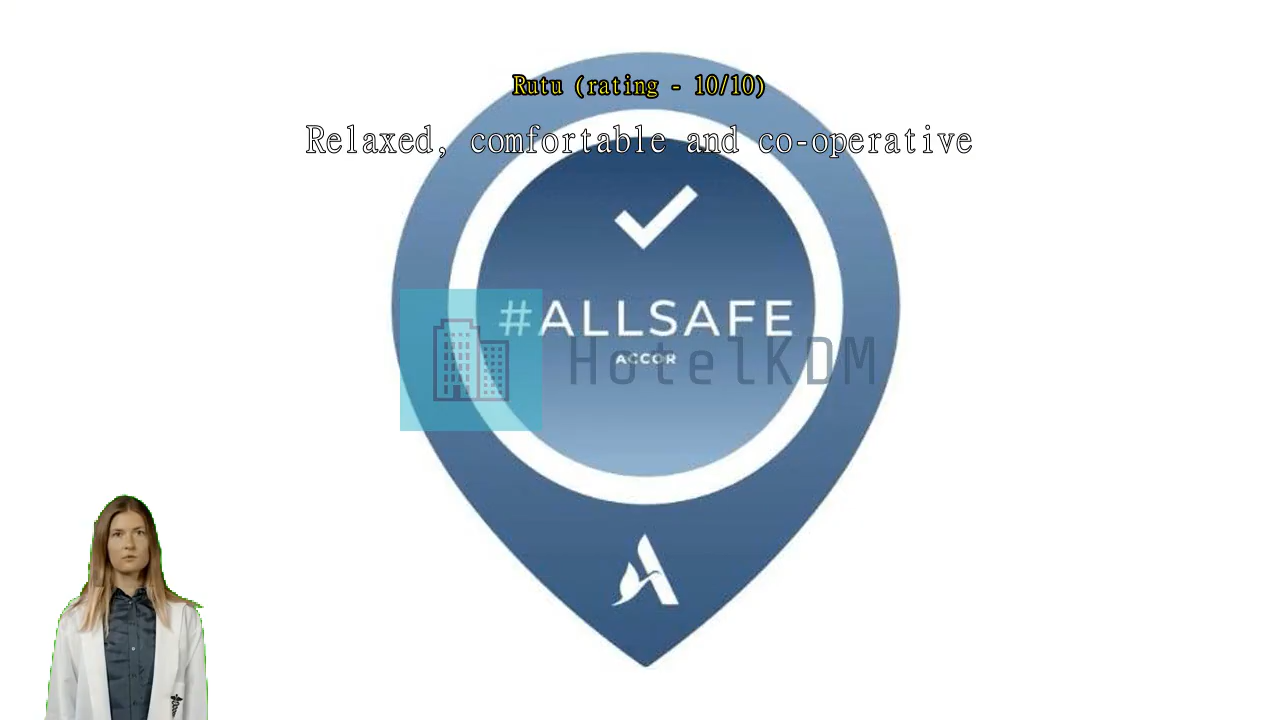 Rutu (rating - 10/10)
Relaxed, comfortable and co-operative
#ALLSAFE
ACCOR
HotelKDM